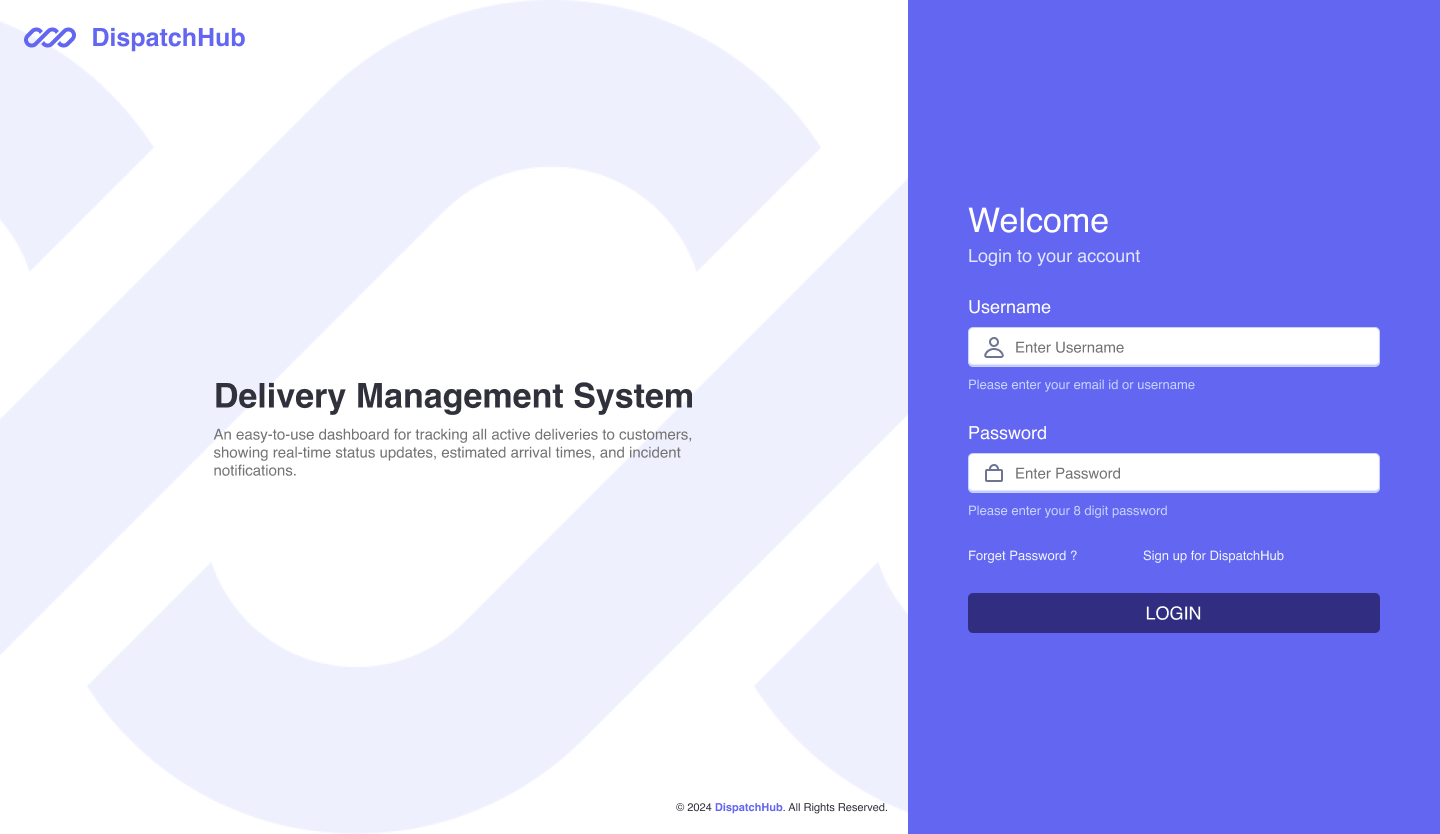 DispatchHub
Delivery Management System
An easy-to-use dashboard for tracking all active deliveries to customers,
showing real-time status updates, estimated arrival times, and incident
notifications.
© 2024 DispatchHub. All Rights Reserved.
Welcome
Login to your account
Username
Enter Username
Please enter your email id or username
Password
Enter Password
Please enter your 8 digit password
Forget Password ? Sign up for DispatchHub
LOGIN